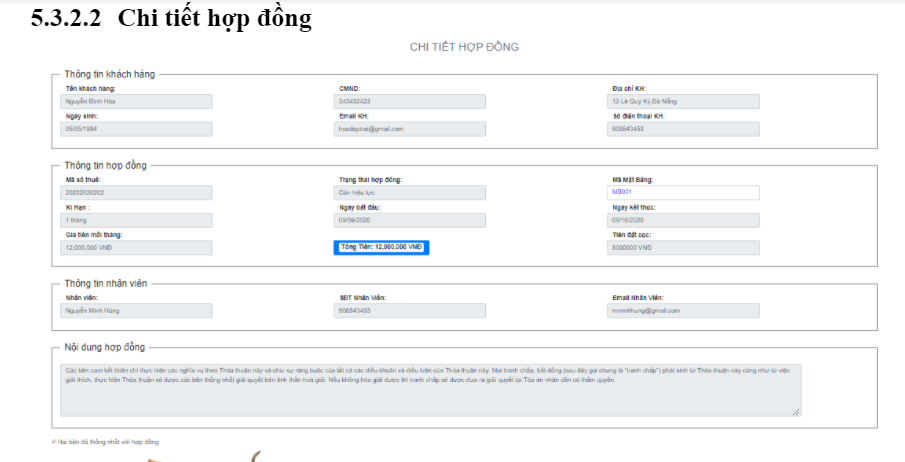 5.3.2.2 Chi tiết hợp đồng
CHI TIẾT HỢP ĐỒNG
Thông tin khách hàng
Tên khách hàng: CMND: Địa chỉ KH:
Nguyễn Đình Hòa 343432423 12 Lê Quý Kỳ,Đà Nẵng
Ngày sinh: Email KH: Số điện thoại KH:
05/05/1994 hoadeptrai@gmail.com 906543453
Thông tin hợp đồng
Mã số thuế: Trạng thái hợp đồng: Mã Mặt Bằng:
20202020202 Còn hiệu lực MB001
Kì Hạn : Ngày bắt đầu: Ngày kết thúc:
1 tháng 09/09/2020 09/10/2020
Giá tiền mỗi tháng: Tiền đặt cọc:
12,000,000 VNĐ Tổng Tiền: 12,000,000 VNĐ 5000000 VNĐ
Thông tin nhân viên
Nhân viên: SĐT Nhân Viên: Email Nhân Viên:
Nguyễn Minh Hùng 906543453 mminhhung@gmail.com
Nội dung hợp đồng
Các bên cam kết thiện chí thực hiện các nghĩa vụ theo Thỏa thuận này và chịu sự ràng buộc của tất cả các điều khoản và điều kiện của Thỏa thuận này. Mọi tranh chấp, bất đồng (sau đây gọi chung là "tranh chấp") phát sinh từ Thỏa thuận này cũng như từ việc
giải thích, thực hiện Thỏa thuận sẽ được các bên thống nhất giải quyết trên tinh thần hoà giải. Nếu không hòa giải được thì tranh chấp sẽ được đưa ra giải quyết tại Tòa án nhân dân có thẩm quyền.
Hai bên đã thống nhất với hợp đồng